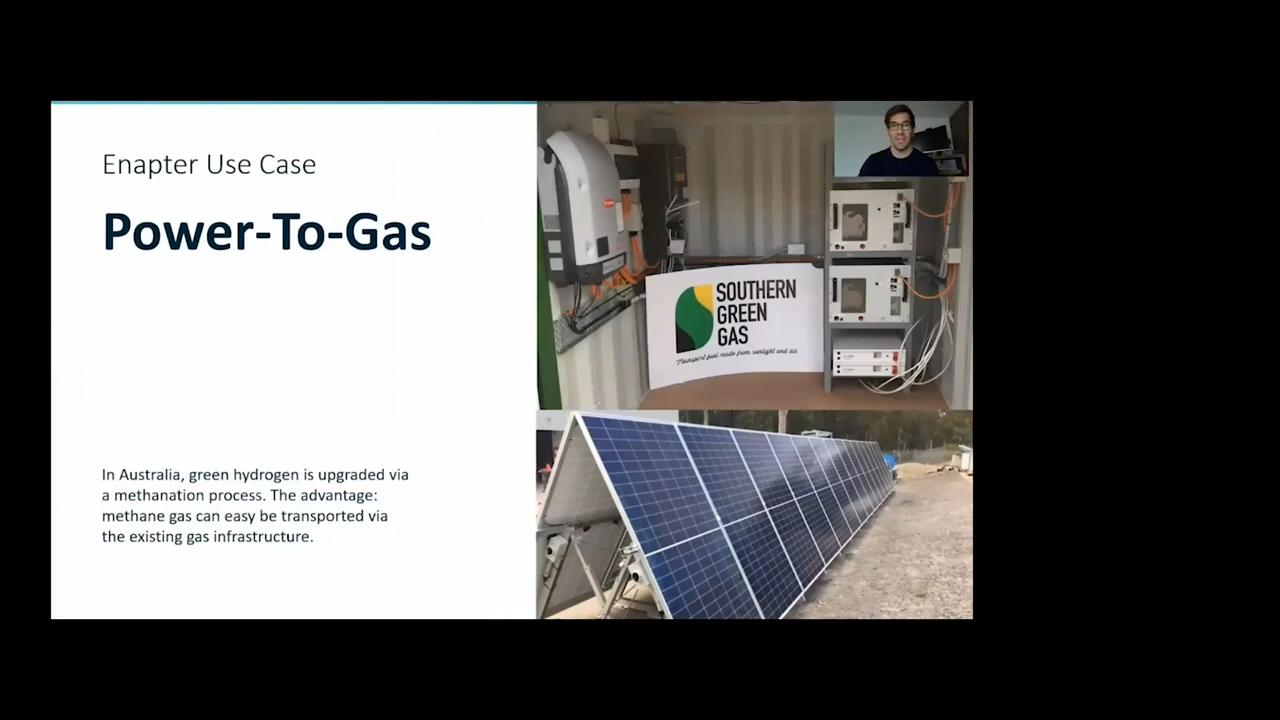 Enapter Use Case
Power-To-Gas
In Australia, green hydrogen is upgraded via
a methanation process. The advantage:
methane gas can easy be transported via
the existing gas infrastructure.
SOUTHERN
GREEN
GAS
Transport fuel made from sunlight and air